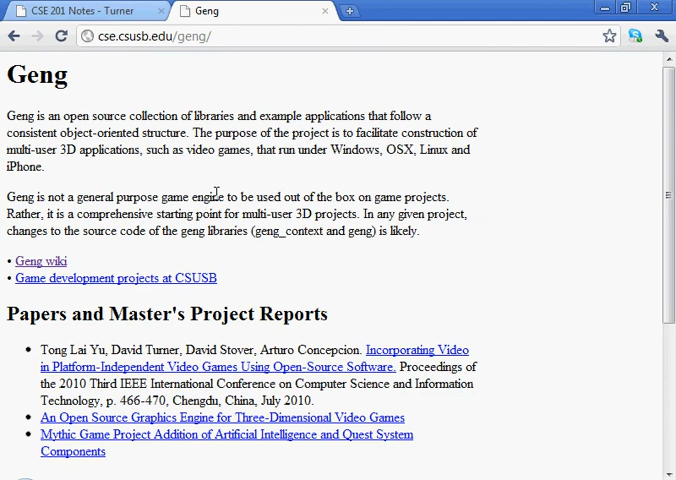 CSE 201 Notes - Turner
Geng
cse.csusb.edu/geng/
Geng
Geng is an open source collection of libraries and example applications that follow a
consistent object-oriented structure. The purpose of the project is to facilitate construction of
multi-user 3D applications, such as video games, that run under Windows, OSX, Linux and
iPhone.
Geng is not a general purpose game engine to be used out of the box on game projects.
Rather, it is a comprehensive starting point for multi-user 3D projects. In any given project,
changes to the source code of the geng libraries (geng_context and geng) is likely.
• Geng wiki
• Game development projects at CSUSB
Papers and Master's Project Reports
• Tong Lai Yu, David Turner, David Stover, Arturo Concepcion. Incorporating Video
in Platform-Independent Video Games Using Open-Source Software. Proceedings of
the 2010 Third IEEE International Conference on Computer Science and Information
Technology, p. 466-470, Chengdu, China, July 2010.
• An Open Source Graphics Engine for Three-Dimensional Video Games
• Mythic Game Project Addition of Artificial Intelligence and Quest System
Components